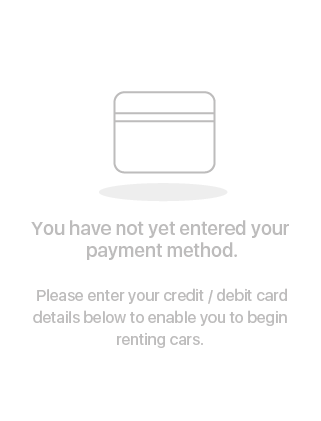 You have not yet entered your
payment method.
Please enter your credit / debit card
details below to enable you to begin
renting cars.